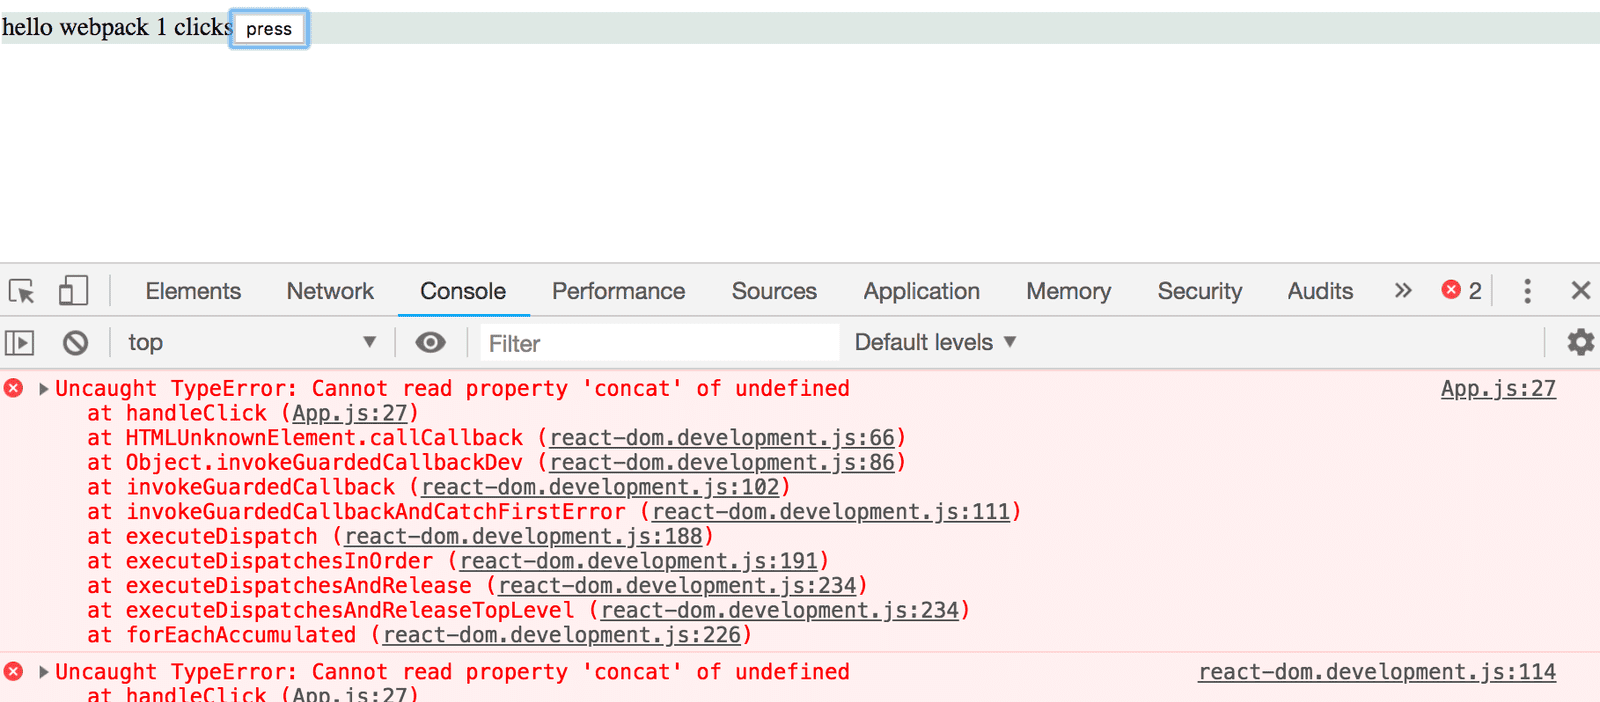 hello webpack 1 clicks press
Elements Network Console Performance Sources Application Memory Security Audits » 2
top Filter Default levels
Uncaught TypeError: Cannot read property 'concat' of undefined App.js:27
at handleClick (App.js:27)
at HTMLUnknownElement.callCallback (react-dom.development.js:66)
at Object.invokeGuardedCallbackDev (react-dom.development.js:86)
at invokeGuardedCallback (react-dom.development.js:102)
at invokeGuardedCallbackAndCatchFirstError (react-dom.development.js:111)
at executeDispatch (react-dom.development.js:188)
at executeDispatchesInOrder (react-dom.development.js:191)
at executeDispatchesAndRelease (react-dom.development.js:234)
at executeDispatchesAndReleaseTopLevel (react-dom.development.js:234)
at forEachAccumulated (react-dom.development.js:226)
Uncaught TypeError: Cannot read property 'concat' of undefined react-dom.development.js:114
at handleClick (App.js:27)